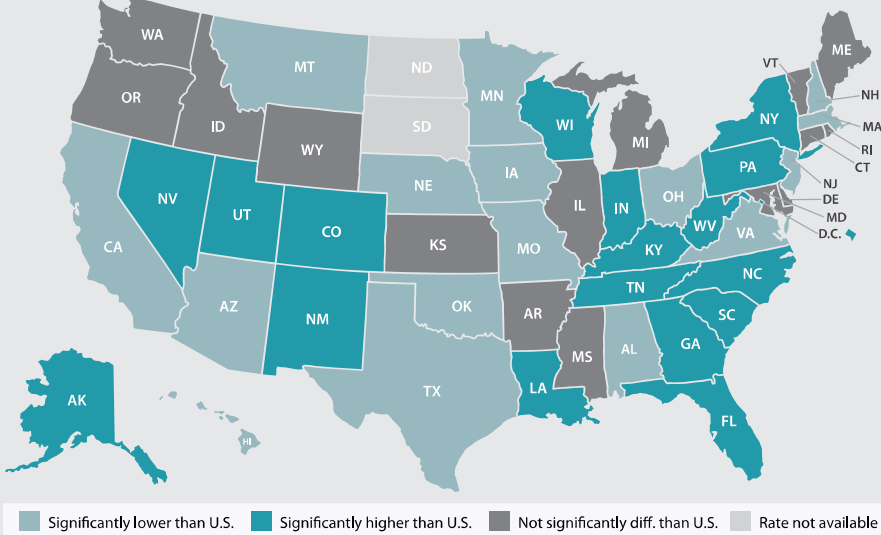 WA
ME
VT
MT
ND
MN
NH
OR
NY
MA
ID
SD
WI
RI
MI
CT
WY
PA
IA
NJ
NE
OH
DE
NV
IL
IN
MD
UT
WV
D.C.
CO
VA
CA
KS
MO
KY
NC
TN
AZ
OK
NM
AR
SC
GA
MS
AL
TX
LA
AK
FL
HI
Significantly lower than U.S.
Significantly higher than U.S.
Not significantly diff. than U.S.
Rate not available